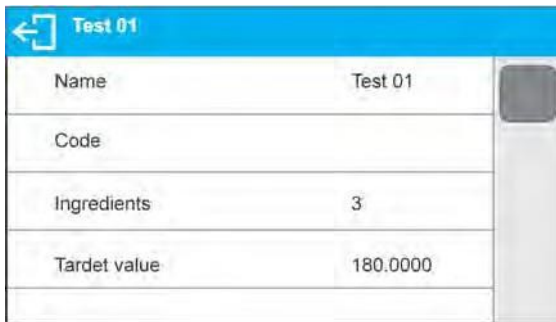 Test 01
Name Test 01
Code
Ingredients 3
Tardet value 180.0000